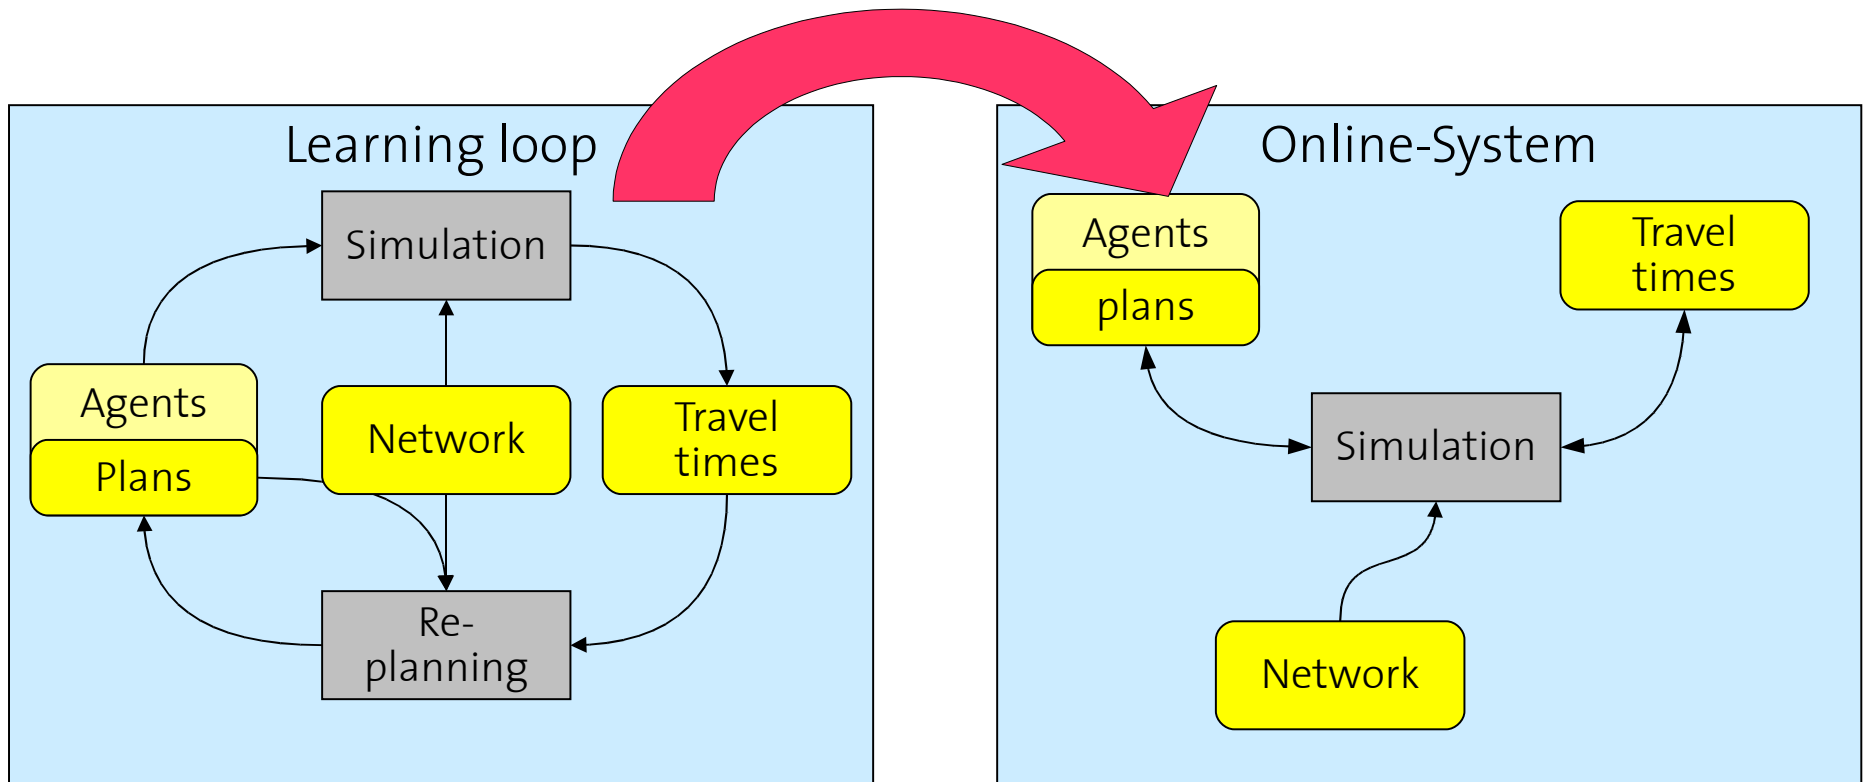 Learning loop
Simulation
Agents
Plans
Network
Travel
times
Re-
planning
Online-System
Agents
plans
Travel
times
Simulation
Network